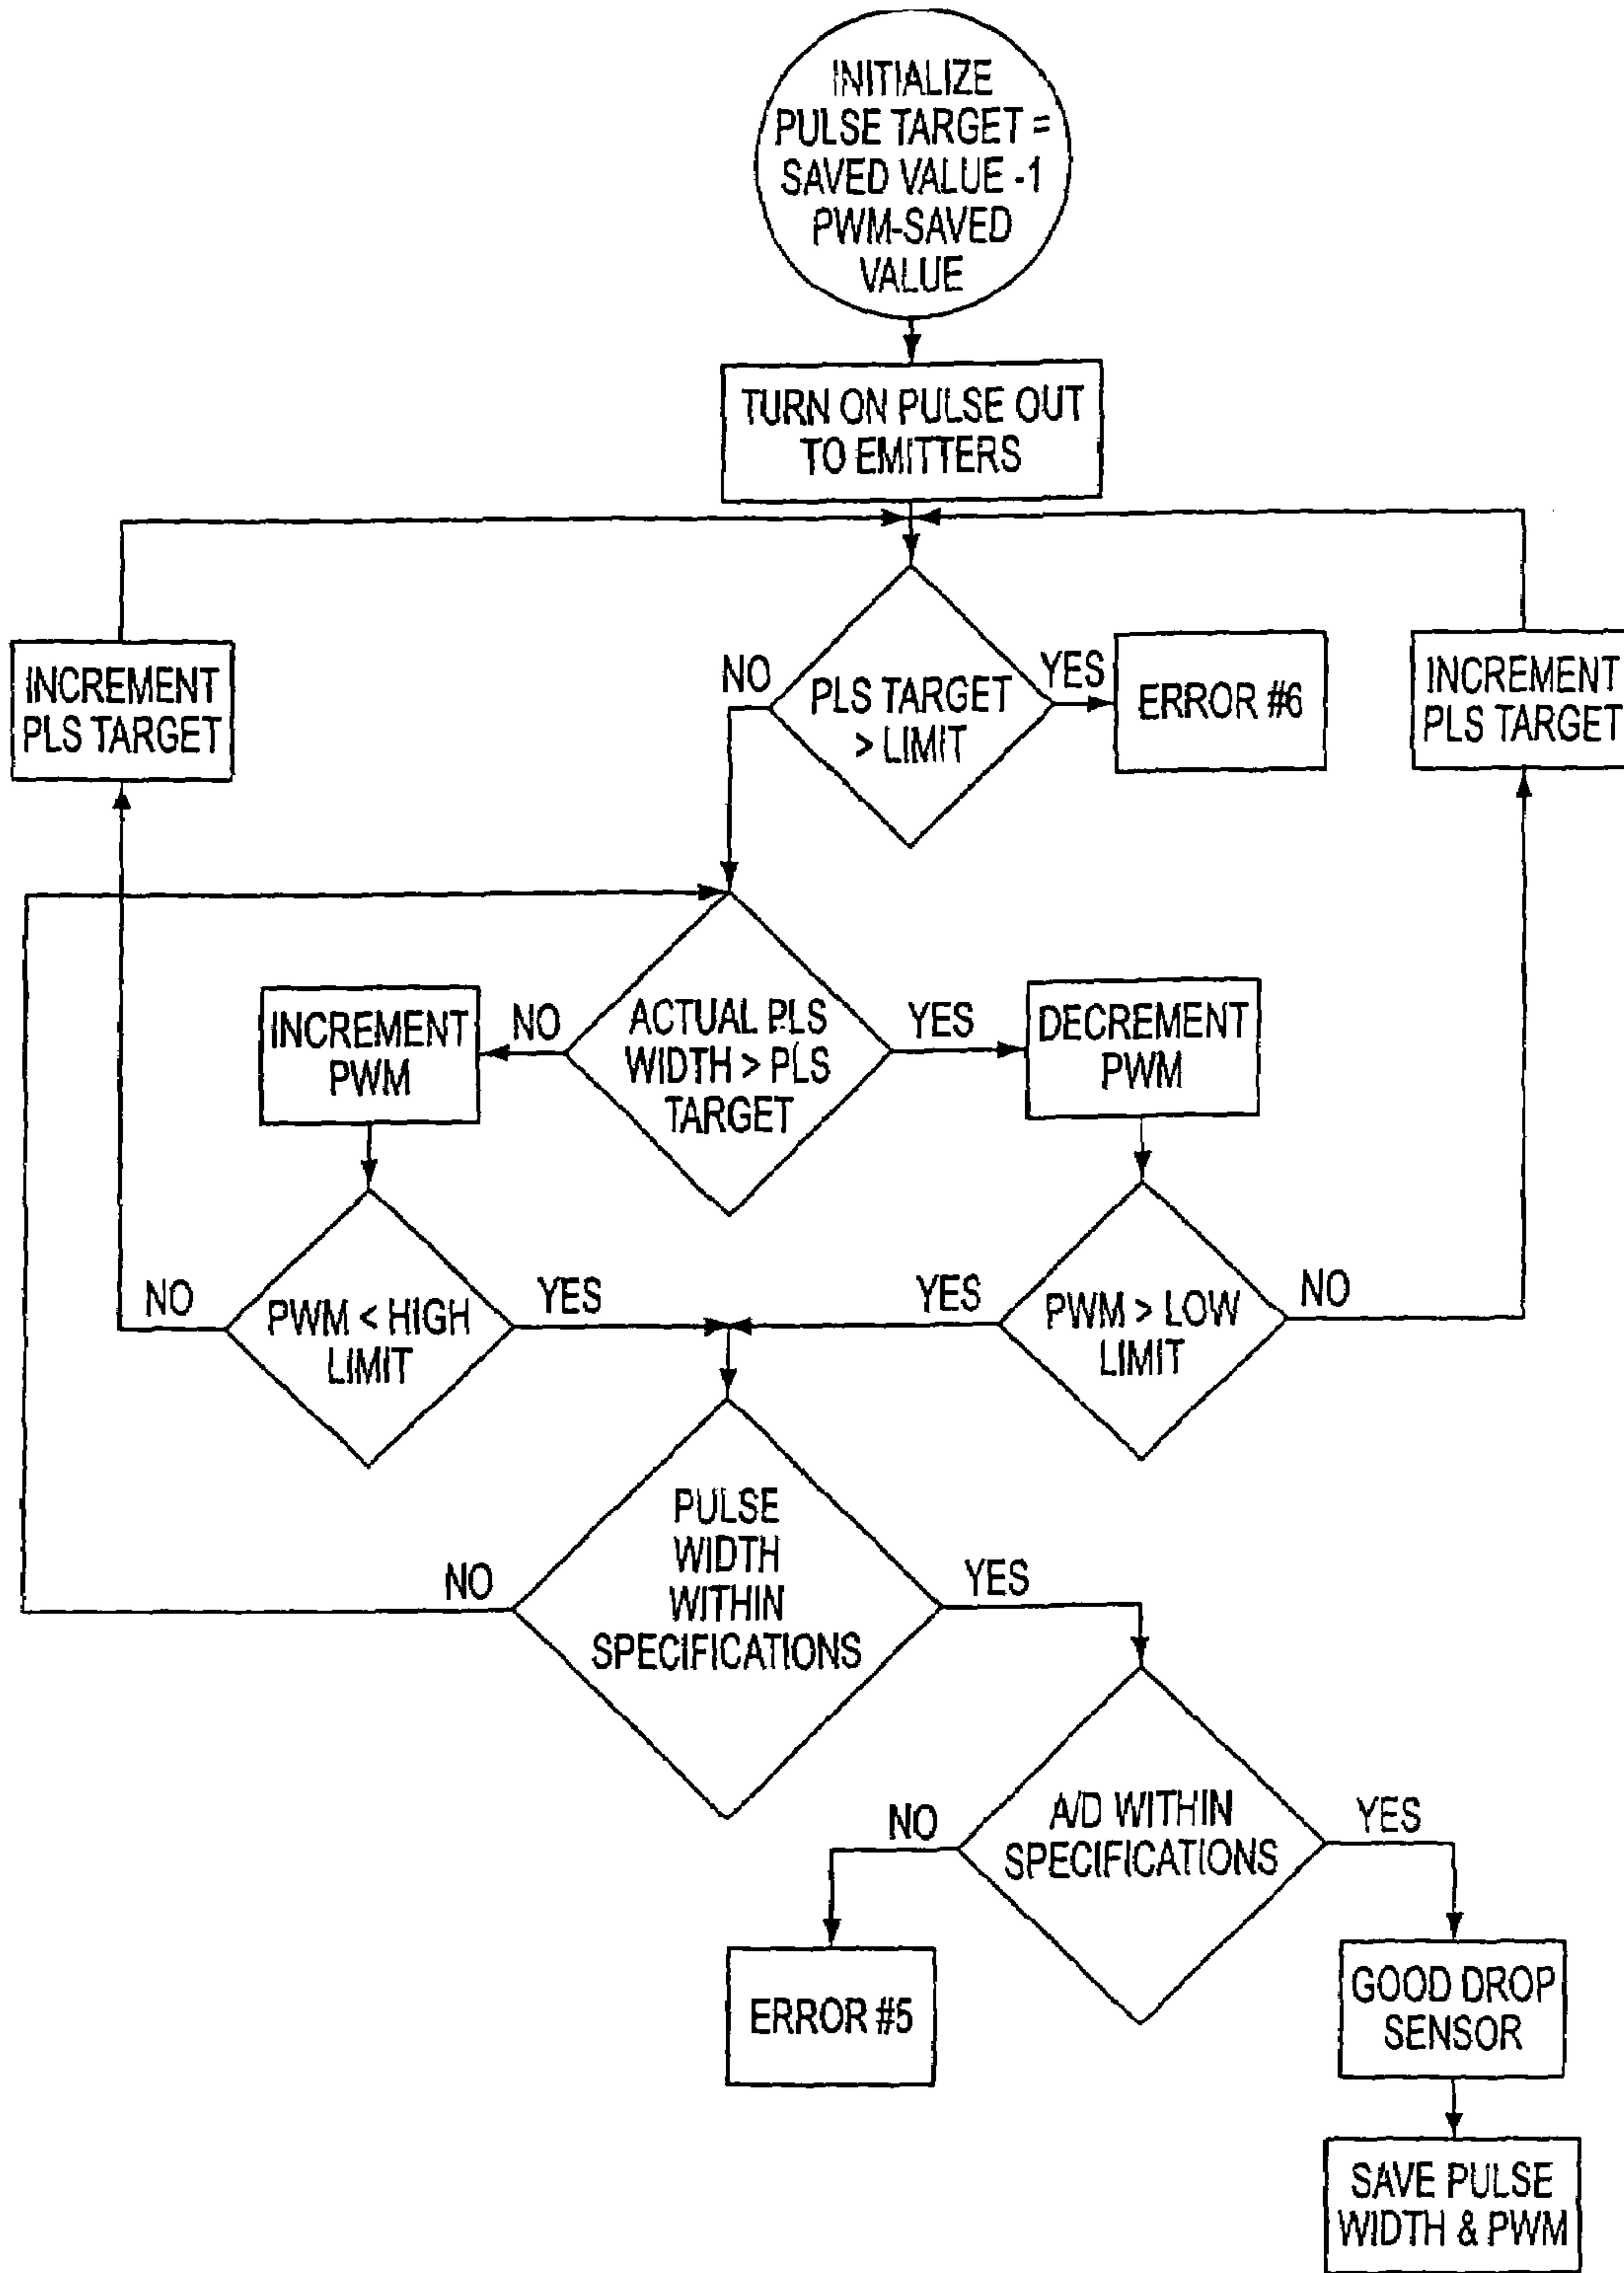 INITIALIZE
PULSE TARGET =
SAVED VALUE -1
PWM-SAVED
VALUE
TURN ON PULSE OUT
TO EMITTERS
INCREMENT
PLS TARGET
NO
PLS TARGET
> LIMIT
YES
ERROR #6
INCREMENT
PLS TARGET
INCREMENT
PWM
NO
ACTUAL PLS
WIDTH > PLS
TARGET
YES
DECREMENT
PWM
NO
PWM < HIGH
LIMIT
YES
YES
PWM > LOW
LIMIT
NO
NO
PULSE
WIDTH
WITHIN
SPECIFICATIONS
YES
NO
A/D WITHIN
SPECIFICATIONS
YES
ERROR #5
GOOD DROP
SENSOR
SAVE PULSE
WIDTH & PWM